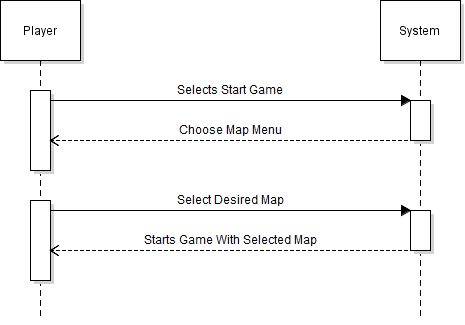 Player
System
Selects Start Game
Choose Map Menu
Select Desired Map
Starts Game With Selected Map